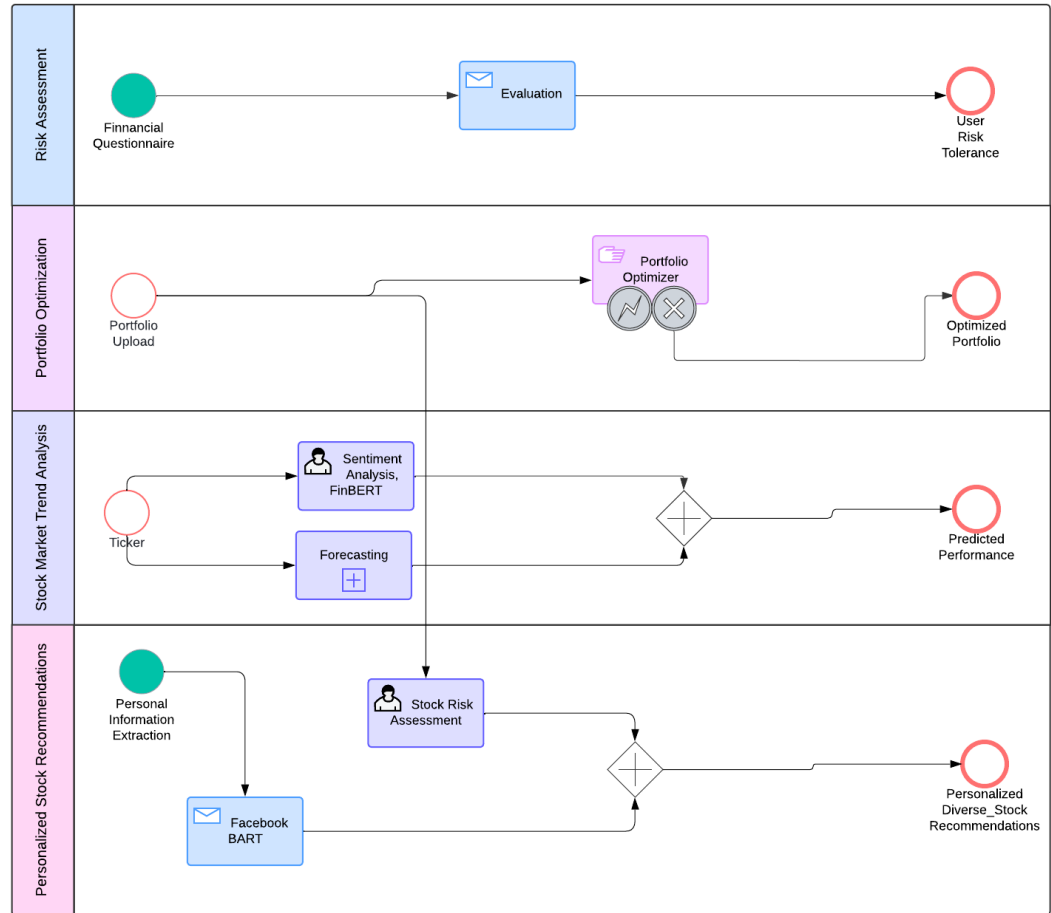 Risk Assessment
Finnancial
Questionnaire
Evaluation
User
Risk
Tolerance
Portfolio Optimization
Portfolio
Upload
Portfolio
Optimizer
Optimized
Portfolio
Stock Market Trend Analysis
Ticker
Sentiment
Analysis,
FinBERT
Forecasting
Predicted
Performance
Personalized Stock Recommendations
Personal
Information
Extraction
Stock Risk
Assessment
Facebook
BART
Personalized
Diverse_Stock
Recommendations